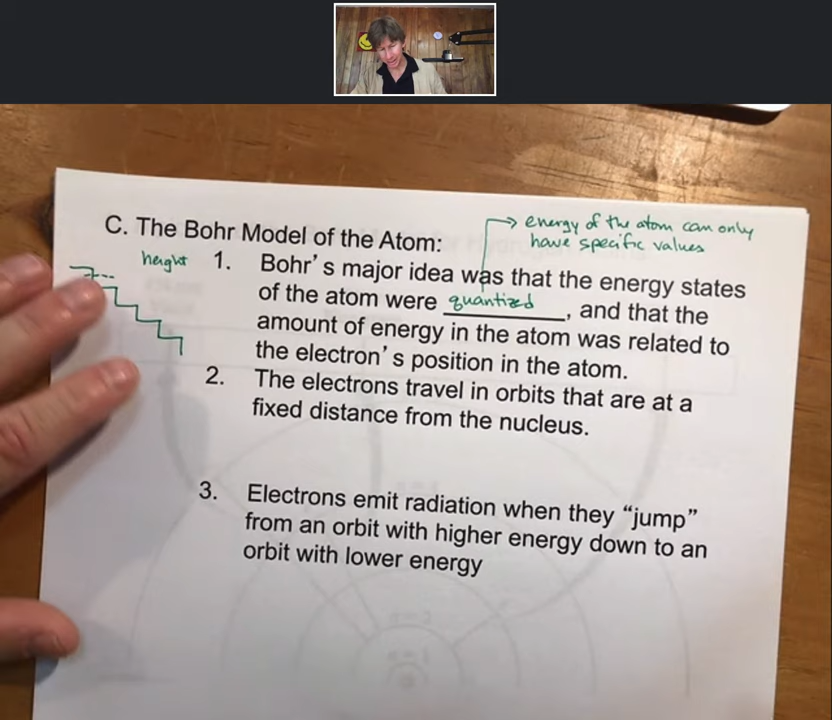 C. The Bohr Model of the Atom:
energy of the atom can only
have specific values
height
1. Bohr's major idea was that the energy states
of the atom were quantized, and that the
amount of energy in the atom was related to
the electron's position in the atom.
2. The electrons travel in orbits that are at a
fixed distance from the nucleus.
3. Electrons emit radiation when they “jump”
from an orbit with higher energy down to an
orbit with lower energy